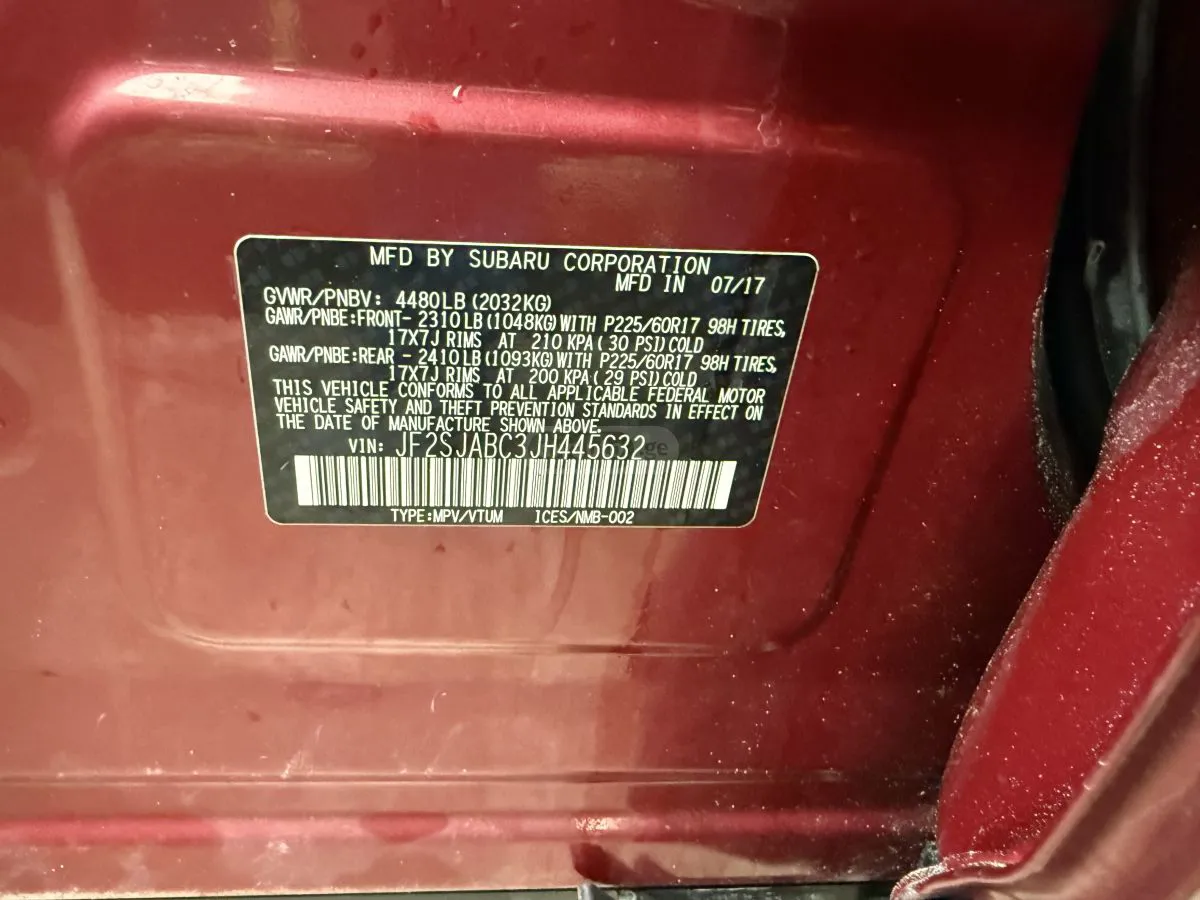 MFD BY SUBARU CORPORATION
MFD IN 07/17
GVWR/PNBV: 4480LB (2032KG)
GAWR/PNBE:FRONT- 2310LB (1048KG) WITH P225/60R17 98H TIRES,
17X7J RIMS AT 210 KPA ( 30 PSI) COLD
GAWR/PNBE:REAR - 2410LB (1093KG) WITH P225/60R17 98H TIRES,
17X7J RIMS AT 200 KPA ( 29 PSI) COLD
THIS VEHICLE CONFORMS TO ALL APPLICABLE FEDERAL MOTOR
VEHICLE SAFETY AND THEFT PREVENTION STANDARDS IN EFFECT ON
THE DATE OF MANUFACTURE SHOWN ABOVE.
VIN: JF2SJABC3JH445632
TYPE:MPV/VTUM ICES/NMB-002